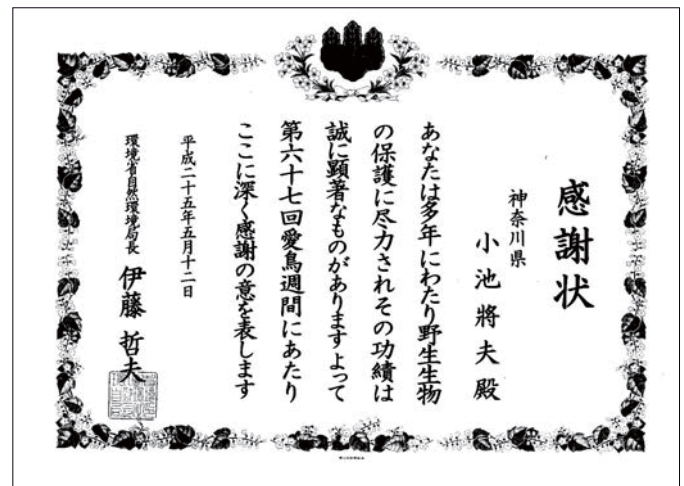 感謝状
神奈川県
小池將夫殿
あなたは多年にわたり野生生物
の保護に尽力されその功績は
誠に顕著なものがありますよって
第六十七回愛鳥週間にあたり
ここに深く感謝の意を表します
平成二十五年五月十二日
環境省自然環境局長 伊藤哲夫